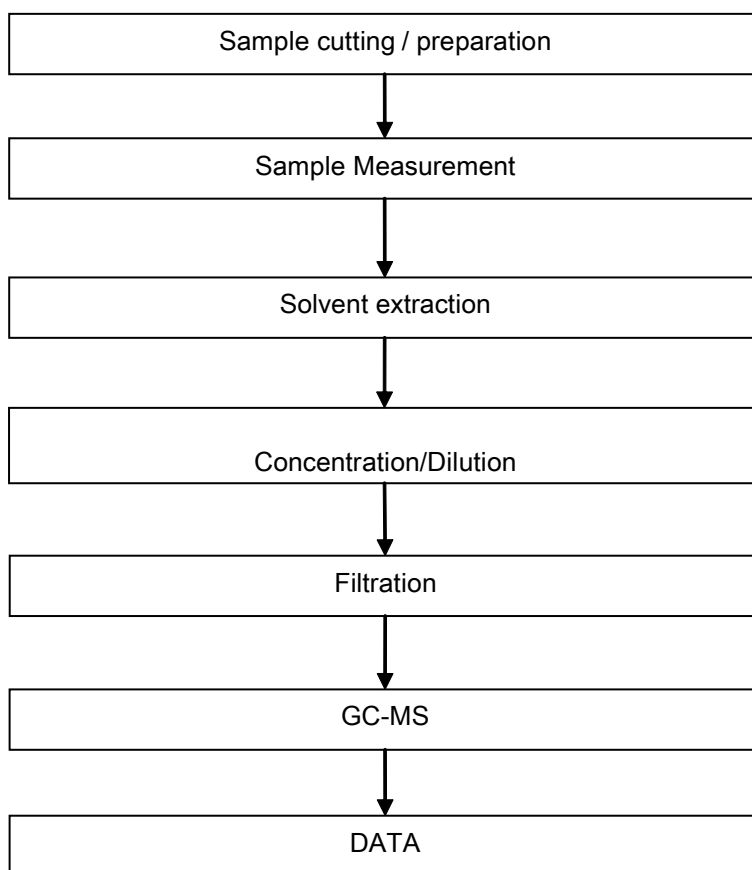 Sample cutting / preparation
Sample Measurement
Solvent extraction
Concentration/Dilution
Filtration
GC-MS
DATA